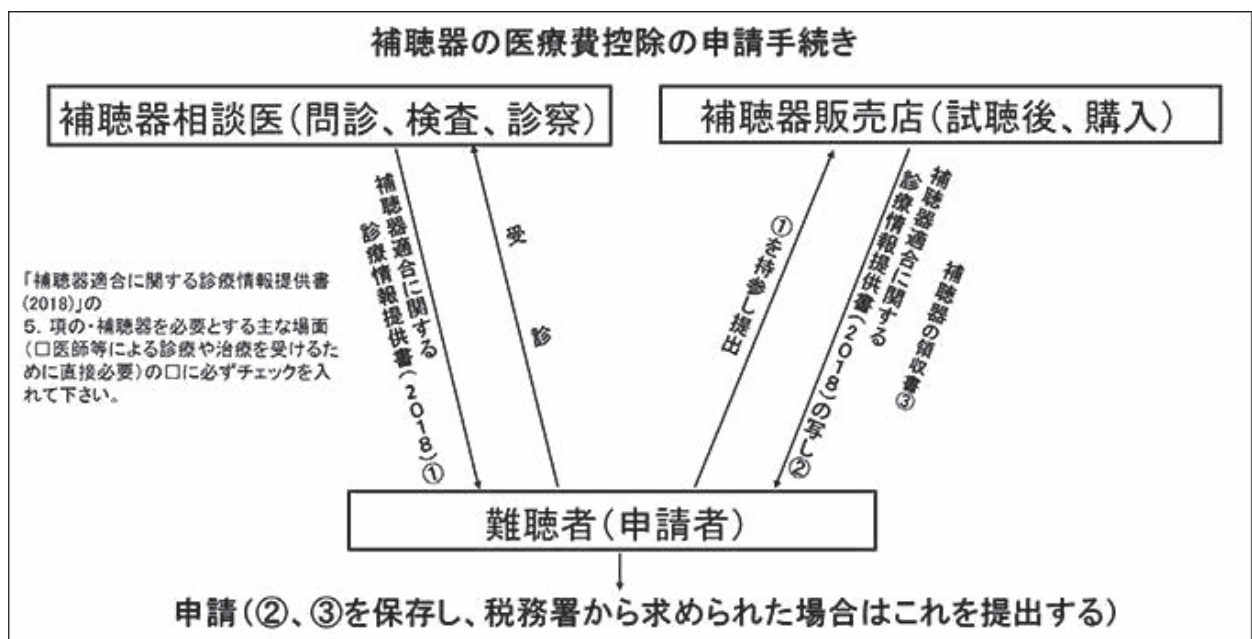 補聴器の医療費控除の申請手続き
補聴器相談医(問診、検査、診察)
補聴器販売店(試聴後、購入)
「補聴器適合に関する診療情報提供書
(2018)」の
5. 項の・補聴器を必要とする主な場面
(□医師等による診療や治療を受けるた
めに直接必要)の□に必ずチェックを入
れて下さい。
補聴器適合に関する
診療情報提供書(2018)①
受診
①を持参し提出
補聴器適合に関する
診療情報提供書(2018)の写し②
補聴器の領収書③
難聴者(申請者)
申請(②、③を保存し、税務署から求められた場合はこれを提出する)